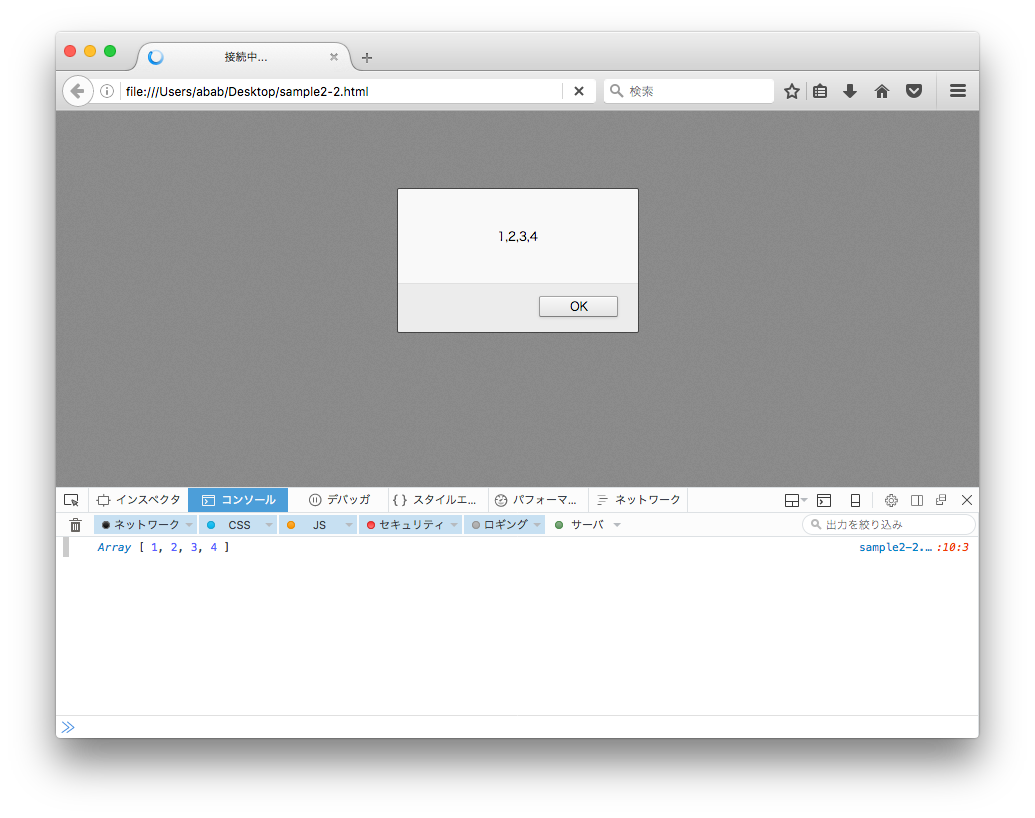 接続中...
file:///Users/abab/Desktop/sample2-2.html
検索
1,2,3,4
OK
インスペクタ コンソール デバッガ { } スタイルエ... パフォーマ... ネットワーク
ネットワーク CSS JS セキュリティ ロギング サーバ 出力を絞り込み
Array [ 1, 2, 3, 4 ] sample2-2.… :10:3